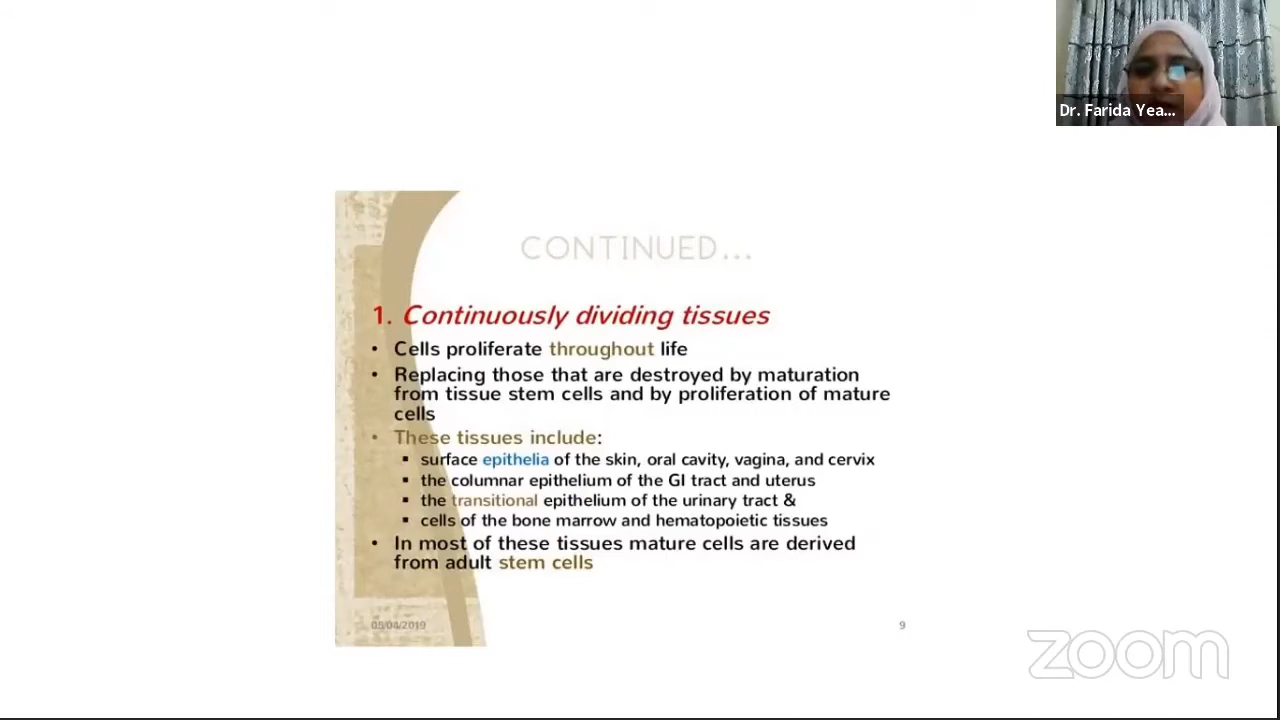 Dr. Farida Yea...
CONTINUED...
1. Continuously dividing tissues
• Cells proliferate throughout life
• Replacing those that are destroyed by maturation
from tissue stem cells and by proliferation of mature
cells
• These tissues include:
▪ surface epithelia of the skin, oral cavity, vagina, and cervix
▪ the columnar epithelium of the GI tract and uterus
▪ the transitional epithelium of the urinary tract &
▪ cells of the bone marrow and hematopoietic tissues
• In most of these tissues mature cells are derived
from adult stem cells
05/04/2019
9
zoom